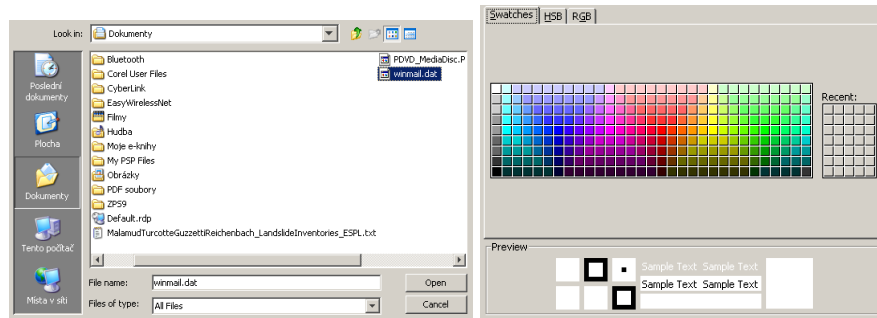 Look in:
Dokumenty
Poslední
dokumenty
Plocha
Dokumenty
Tento počítač
Místa v síti
Bluetooth
Corel User Files
CyberLink
EasyWirelessNet
Filmy
Hudba
Moje e-knihy
My PSP Files
Obrázky
PDF soubory
ZPS9
Default.rdp
MalamudTurcotteGuzzettiReichenbach_LandslideInventories_ESPL.txt
PDVD_MediaDisc.P
winmail.dat
File name:
winmail.dat
Open
Files of type:
All Files
Cancel
Swatches HSB RGB
Recent:
Preview
Sample Text Sample Text
Sample Text Sample Text